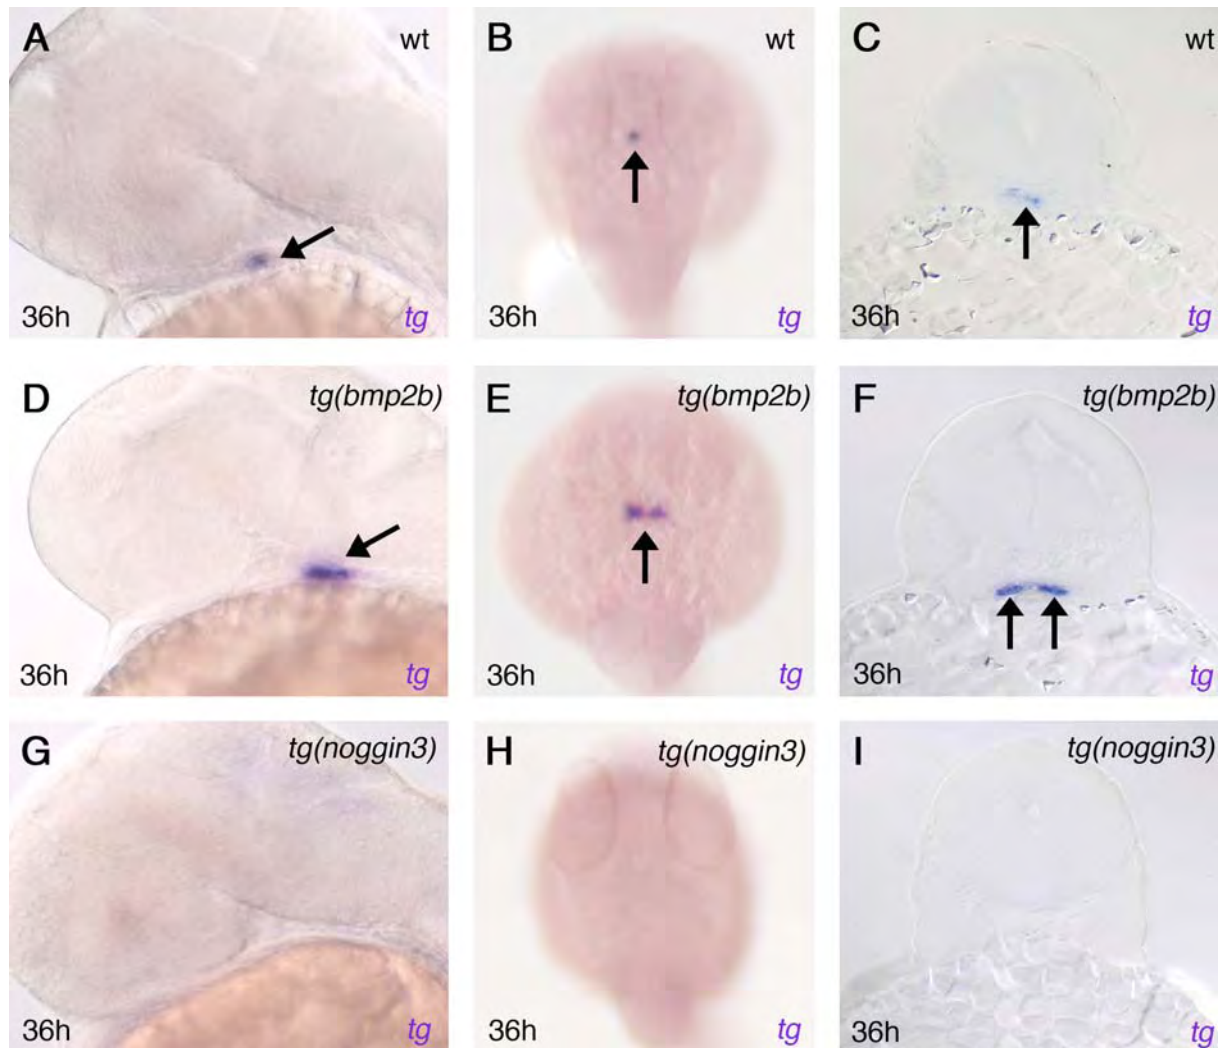 A wt
36h tg
B wt
36h tg
C wt
36h tg
D tg(bmp2b)
36h tg
E tg(bmp2b)
36h tg
F tg(bmp2b)
36h tg
G tg(noggin3)
36h tg
H tg(noggin3)
36h tg
I tg(noggin3)
36h tg